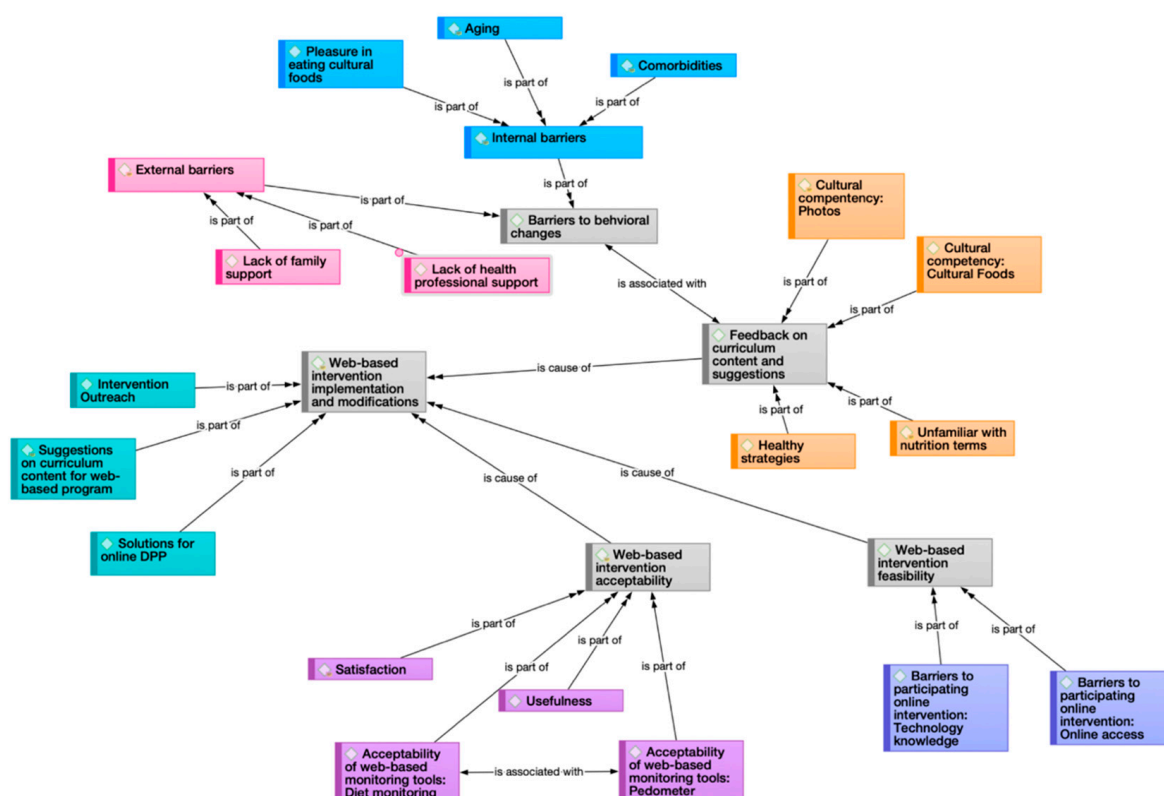 Aging
Pleasure in
eating cultural
foods
Comorbidities
is part of
is part of
is part of
Internal barriers
External barriers
is part of
is part of
Cultural
compentency:
Photos
Barriers to behvioral
changes
is part of
is part of
Lack of family
support
Lack of health
professional support
Cultural
competency:
Cultural Foods
is associated with
is part of
is part of
Feedback on
curriculum
content and
suggestions
Web-based
intervention
implementation
and modifications
is cause of
Intervention
Outreach
is part of
is part of
is part of
is part of
Suggestions
on curriculum
content for web-
based program
Healthy
strategies
Unfamiliar with
nutrition terms
is part of
is cause of
is cause of
Solutions for
online DPP
Web-based
intervention
acceptability
Web-based
intervention
feasibility
is part of
is part of
is part of
is part of
is part of
is part of
Satisfaction
Usefulness
Barriers to
participating
online
intervention:
Technology
knowledge
Barriers to
participating
online
intervention:
Online access
Acceptability
of web-based
monitoring tools:
Diet monitoring
is associated with
Acceptability
of web-based
monitoring tools:
Pedometer